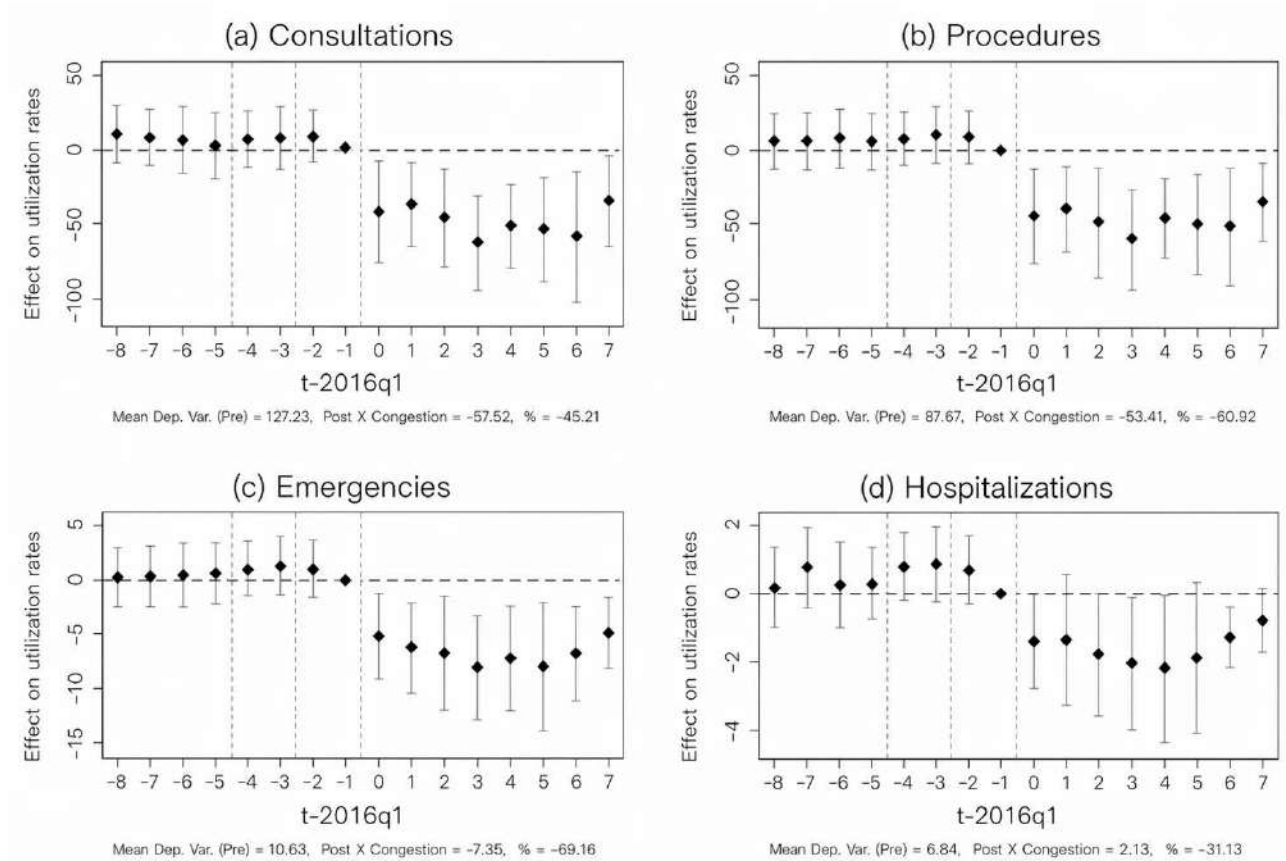 (a) Consultations
Effect on utilization rates
50
0
-50
-100
-8 -7 -6 -5 -4 -3 -2 -1 0 1 2 3 4 5 6 7
t-2016q1
Mean Dep. Var. (Pre) = 127.23, Post X Congestion = -57.52, % = -45.21
(b) Procedures
Effect on utilization rates
50
0
-50
-100
-8 -7 -6 -5 -4 -3 -2 -1 0 1 2 3 4 5 6 7
t-2016q1
Mean Dep. Var. (Pre) = 87.67, Post X Congestion = -53.41, % = -60.92
(c) Emergencies
Effect on utilization rates
5
0
-5
-10
-15
-8 -7 -6 -5 -4 -3 -2 -1 0 1 2 3 4 5 6 7
t-2016q1
Mean Dep. Var. (Pre) = 10.63, Post X Congestion = -7.35, % = -69.16
(d) Hospitalizations
Effect on utilization rates
2
0
-2
-4
-8 -7 -6 -5 -4 -3 -2 -1 0 1 2 3 4 5 6 7
t-2016q1
Mean Dep. Var. (Pre) = 6.84, Post X Congestion = 2.13, % = -31.13